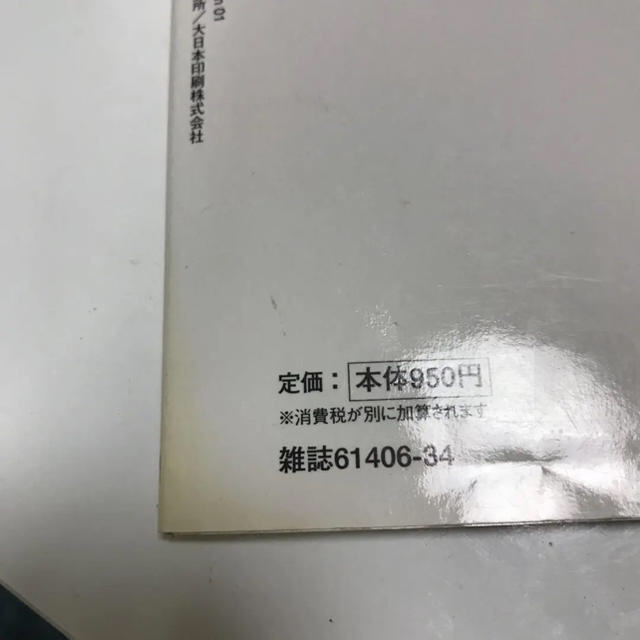 所／大日本印刷株式会社
定価：本体950円
※消費税が別に加算されます
雑誌61406-34